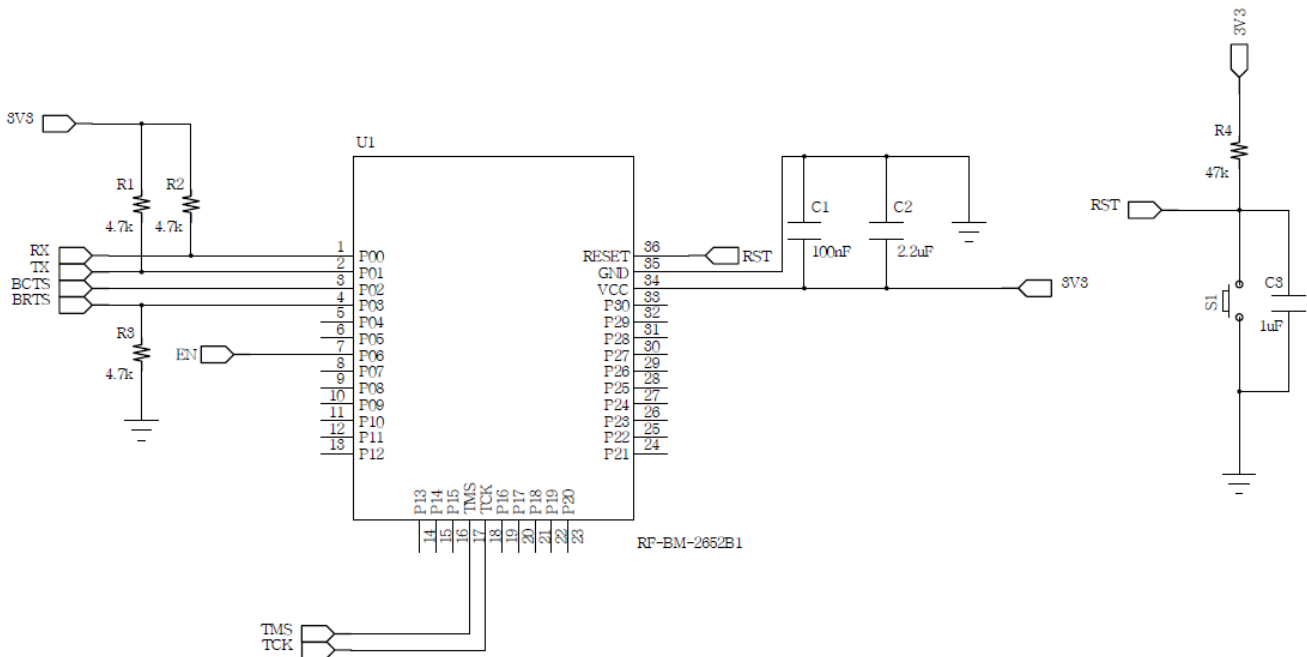 3V3
R1
4.7k
R2
4.7k
RX
TX
BCTS
BRTS
R3
4.7k
EN
U1
1 P00
2 P01
3 P02
4 P03
5 P04
6 P05
7 P06
8 P07
9 P08
10 P09
11 P10
12 P11
13 P12
P13 P14 P15 TMS TCK P16 P17 P18 P19 P20
14 15 16 17 18 19 20 21 22 23
RESET 36
GND 35
VCC 34
P30 33
P29 32
P28 31
P27 30
P26 29
P25 28
P24 27
P23 26
P22 25
P21 24
RF-BM-2652B1
TMS
TCK
RST
C1
100nF
C2
2.2uF
3V3
3V3
R4
47k
RST
S1
C3
1uF